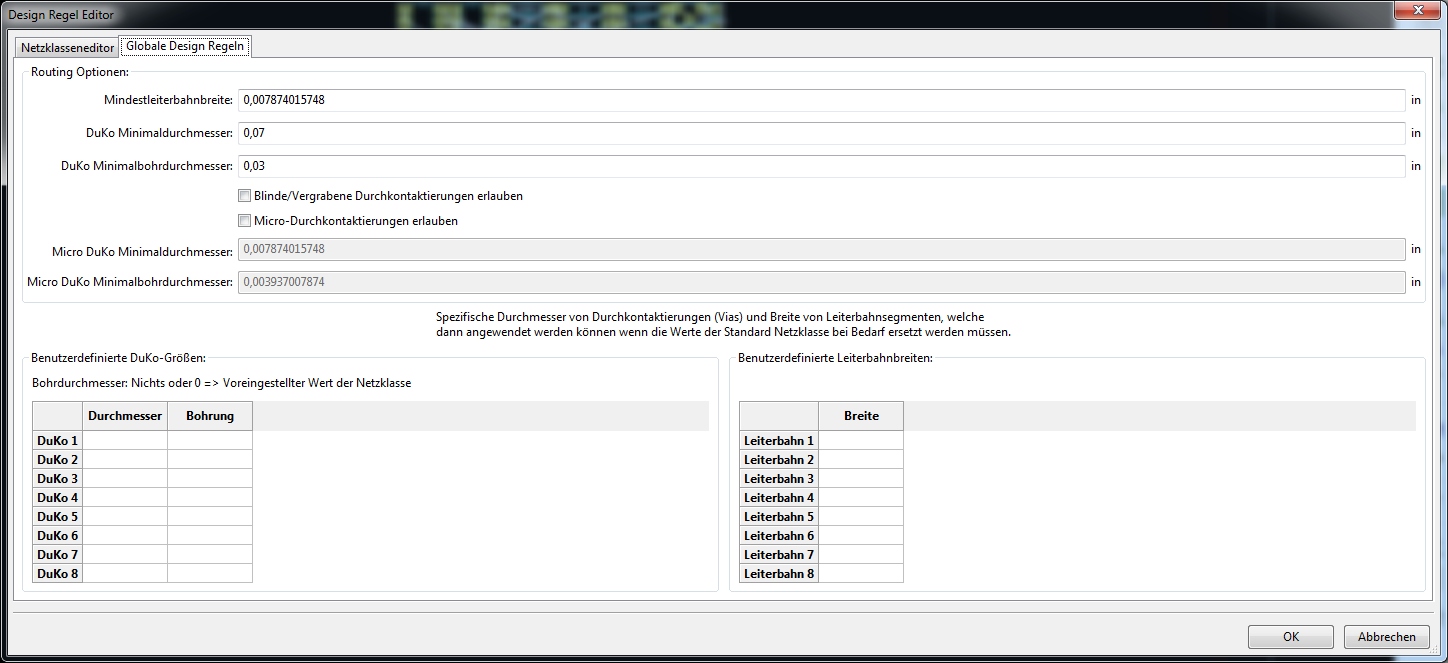 Design Regel Editor
Netzklasseneditor
Globale Design Regeln
Routing Optionen:
Mindestleiterbahnbreite: 0,007874015748 in
DuKo Minimaldurchmesser: 0,07 in
DuKo Minimalbohrdurchmesser: 0,03 in
Blinde/Vergrabene Durchkontaktierungen erlauben
Micro-Durchkontaktierungen erlauben
Micro DuKo Minimaldurchmesser: 0,007874015748 in
Micro DuKo Minimalbohrdurchmesser: 0,003937007874 in
Spezifische Durchmesser von Durchkontaktierungen (Vias) und Breite von Leiterbahnsegmenten, welche
dann angewendet werden können wenn die Werte der Standard Netzklasse bei Bedarf ersetzt werden müssen.
Benutzerdefinierte DuKo-Größen:
Bohrdurchmesser: Nichts oder 0 => Voreingestellter Wert der Netzklasse
Durchmesser Bohrung
DuKo 1
DuKo 2
DuKo 3
DuKo 4
DuKo 5
DuKo 6
DuKo 7
DuKo 8
Benutzerdefinierte Leiterbahnbreiten:
Breite
Leiterbahn 1
Leiterbahn 2
Leiterbahn 3
Leiterbahn 4
Leiterbahn 5
Leiterbahn 6
Leiterbahn 7
Leiterbahn 8
OK
Abbrechen